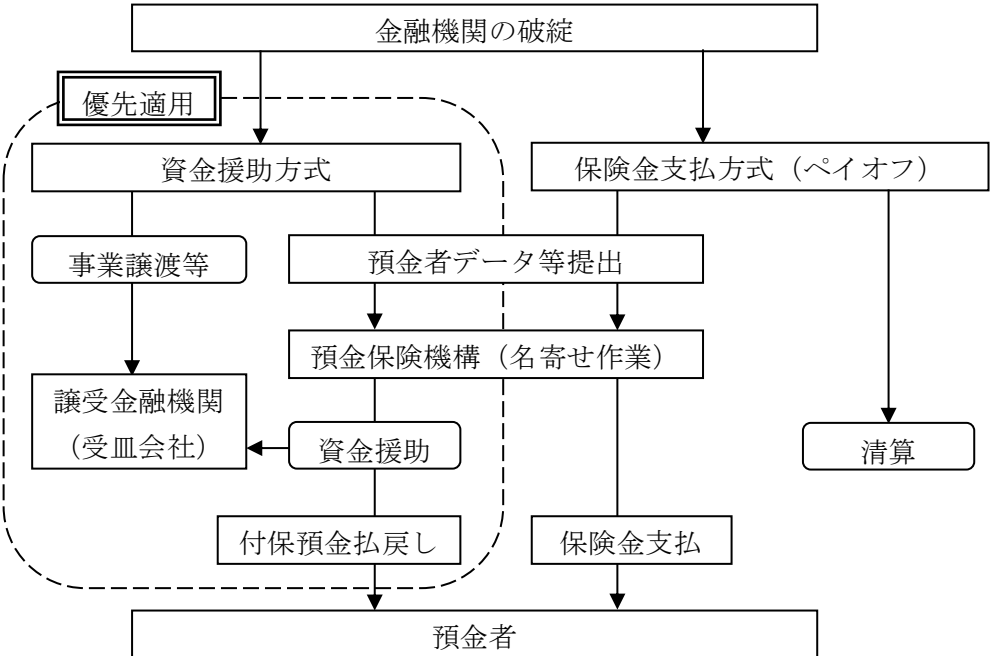 金融機関の破綻
優先適用
資金援助方式
保険金支払方式（ペイオフ）
事業譲渡等
預金者データ等提出
預金保険機構（名寄せ作業）
譲受金融機関
（受皿会社）
資金援助
清算
付保預金払戻し
保険金支払
預金者